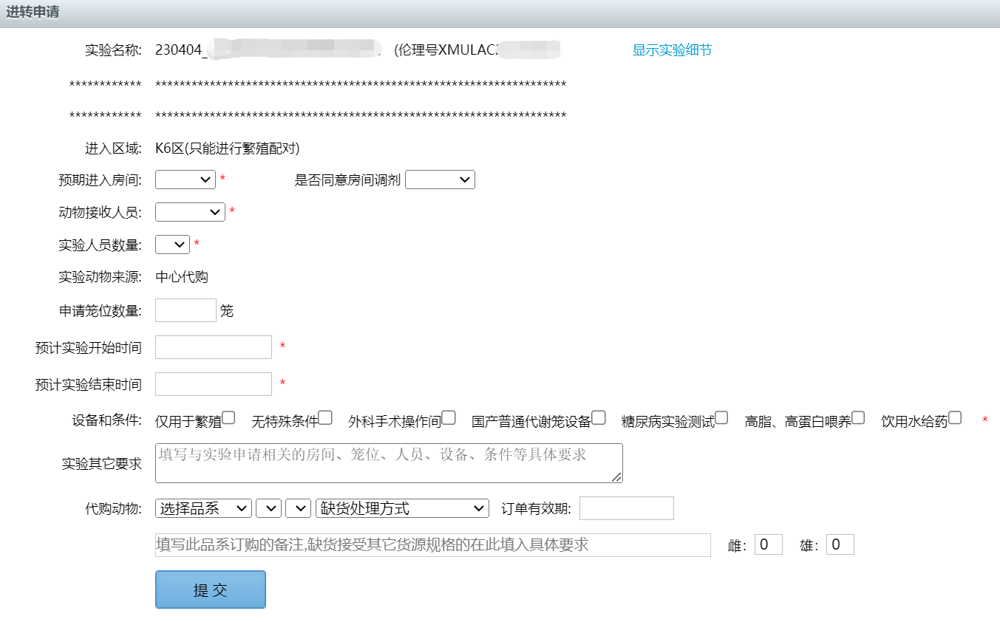 进转申请
实验名称: 230404_ (伦理号XMULAC 显示实验细节
************ ********************************************************************
************ ********************************************************************
进入区域: K6区(只能进行繁殖配对)
预期进入房间: * 是否同意房间调剂
动物接收人员: *
实验人员数量: *
实验动物来源: 中心代购
申请笼位数量: 笼
预计实验开始时间 *
预计实验结束时间 *
设备和条件: 仅用于繁殖 无特殊条件 外科手术操作间 国产普通代谢笼设备 糖尿病实验测试 高脂、高蛋白喂养 饮用水给药 *
实验其它要求 填写与实验申请相关的房间、笼位、人员、设备、条件等具体要求
代购动物: 选择品系 缺货处理方式 订单有效期:
填写此品系订购的备注,缺货接受其它货源规格的在此填入具体要求 雌: 0 雄: 0
提 交